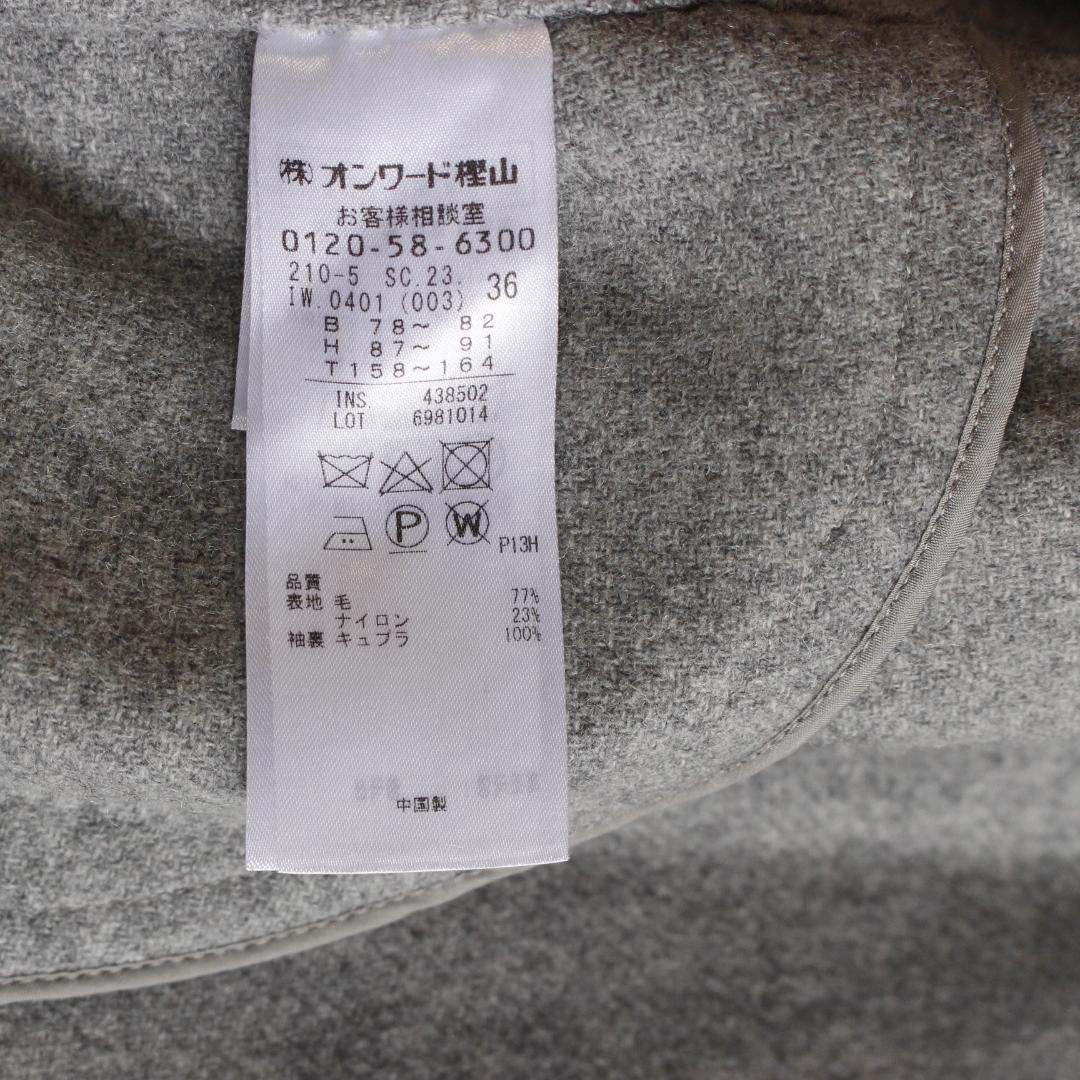 (株)オンワード樫山
お客様相談室
0120-58-6300
210-5 SC.23. 36
IW.0401 (003)
B 78～ 82
H 87～ 91
T158～164
INS. 438502
LOT 6981014
P W P13H
品質
表地 毛 77%
ナイロン 23%
袖裏 キュプラ 100%
中国製